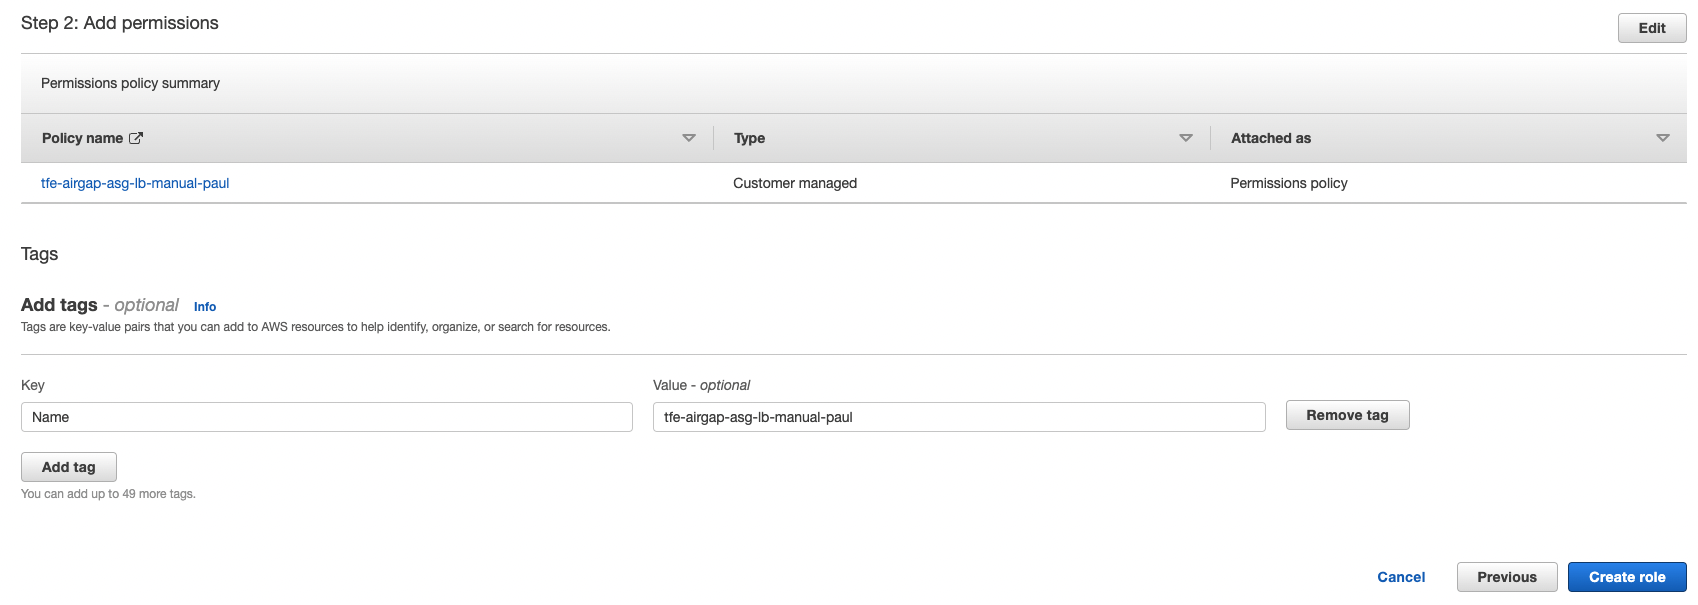 Step 2: Add permissions
Edit
Permissions policy summary
Policy name Type Attached as
tfe-airgap-asg-lb-manual-paul Customer managed Permissions policy
Tags
Add tags - optional Info
Tags are key-value pairs that you can add to AWS resources to help identify, organize, or search for resources.
Key Value - optional
Name tfe-airgap-asg-lb-manual-paul Remove tag
Add tag
You can add up to 49 more tags.
Cancel Previous Create role